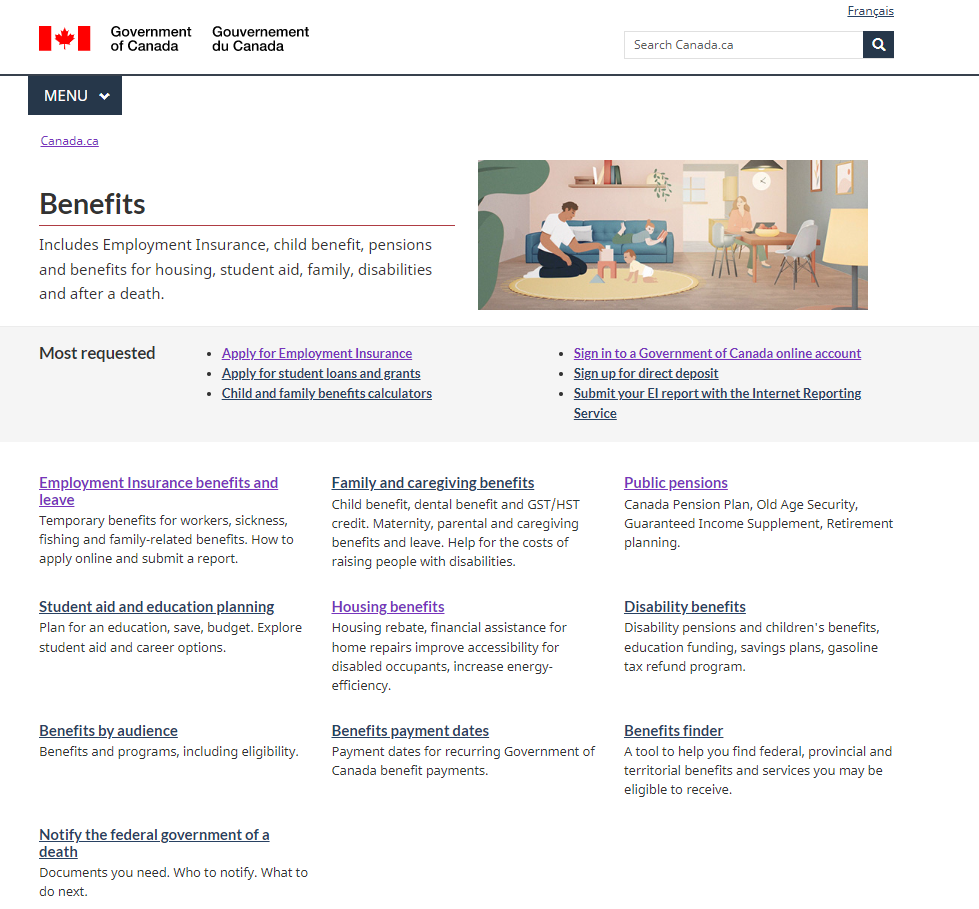 Français
Government
of Canada
Gouvernement
du Canada
Search Canada.ca
MENU
Canada.ca
Benefits
Includes Employment Insurance, child benefit, pensions
and benefits for housing, student aid, family, disabilities
and after a death.
Most requested
Apply for Employment Insurance
Apply for student loans and grants
Child and family benefits calculators
Sign in to a Government of Canada online account
Sign up for direct deposit
Submit your EI report with the Internet Reporting
Service
Employment Insurance benefits and
leave
Temporary benefits for workers, sickness,
fishing and family-related benefits. How to
apply online and submit a report.
Family and caregiving benefits
Child benefit, dental benefit and GST/HST
credit. Maternity, parental and caregiving
benefits and leave. Help for the costs of
raising people with disabilities.
Public pensions
Canada Pension Plan, Old Age Security,
Guaranteed Income Supplement, Retirement
planning.
Student aid and education planning
Plan for an education, save, budget. Explore
student aid and career options.
Housing benefits
Housing rebate, financial assistance for
home repairs improve accessibility for
disabled occupants, increase energy-
efficiency.
Disability benefits
Disability pensions and children's benefits,
education funding, savings plans, gasoline
tax refund program.
Benefits by audience
Benefits and programs, including eligibility.
Benefits payment dates
Payment dates for recurring Government of
Canada benefit payments.
Benefits finder
A tool to help you find federal, provincial and
territorial benefits and services you may be
eligible to receive.
Notify the federal government of a
death
Documents you need. Who to notify. What to
do next.